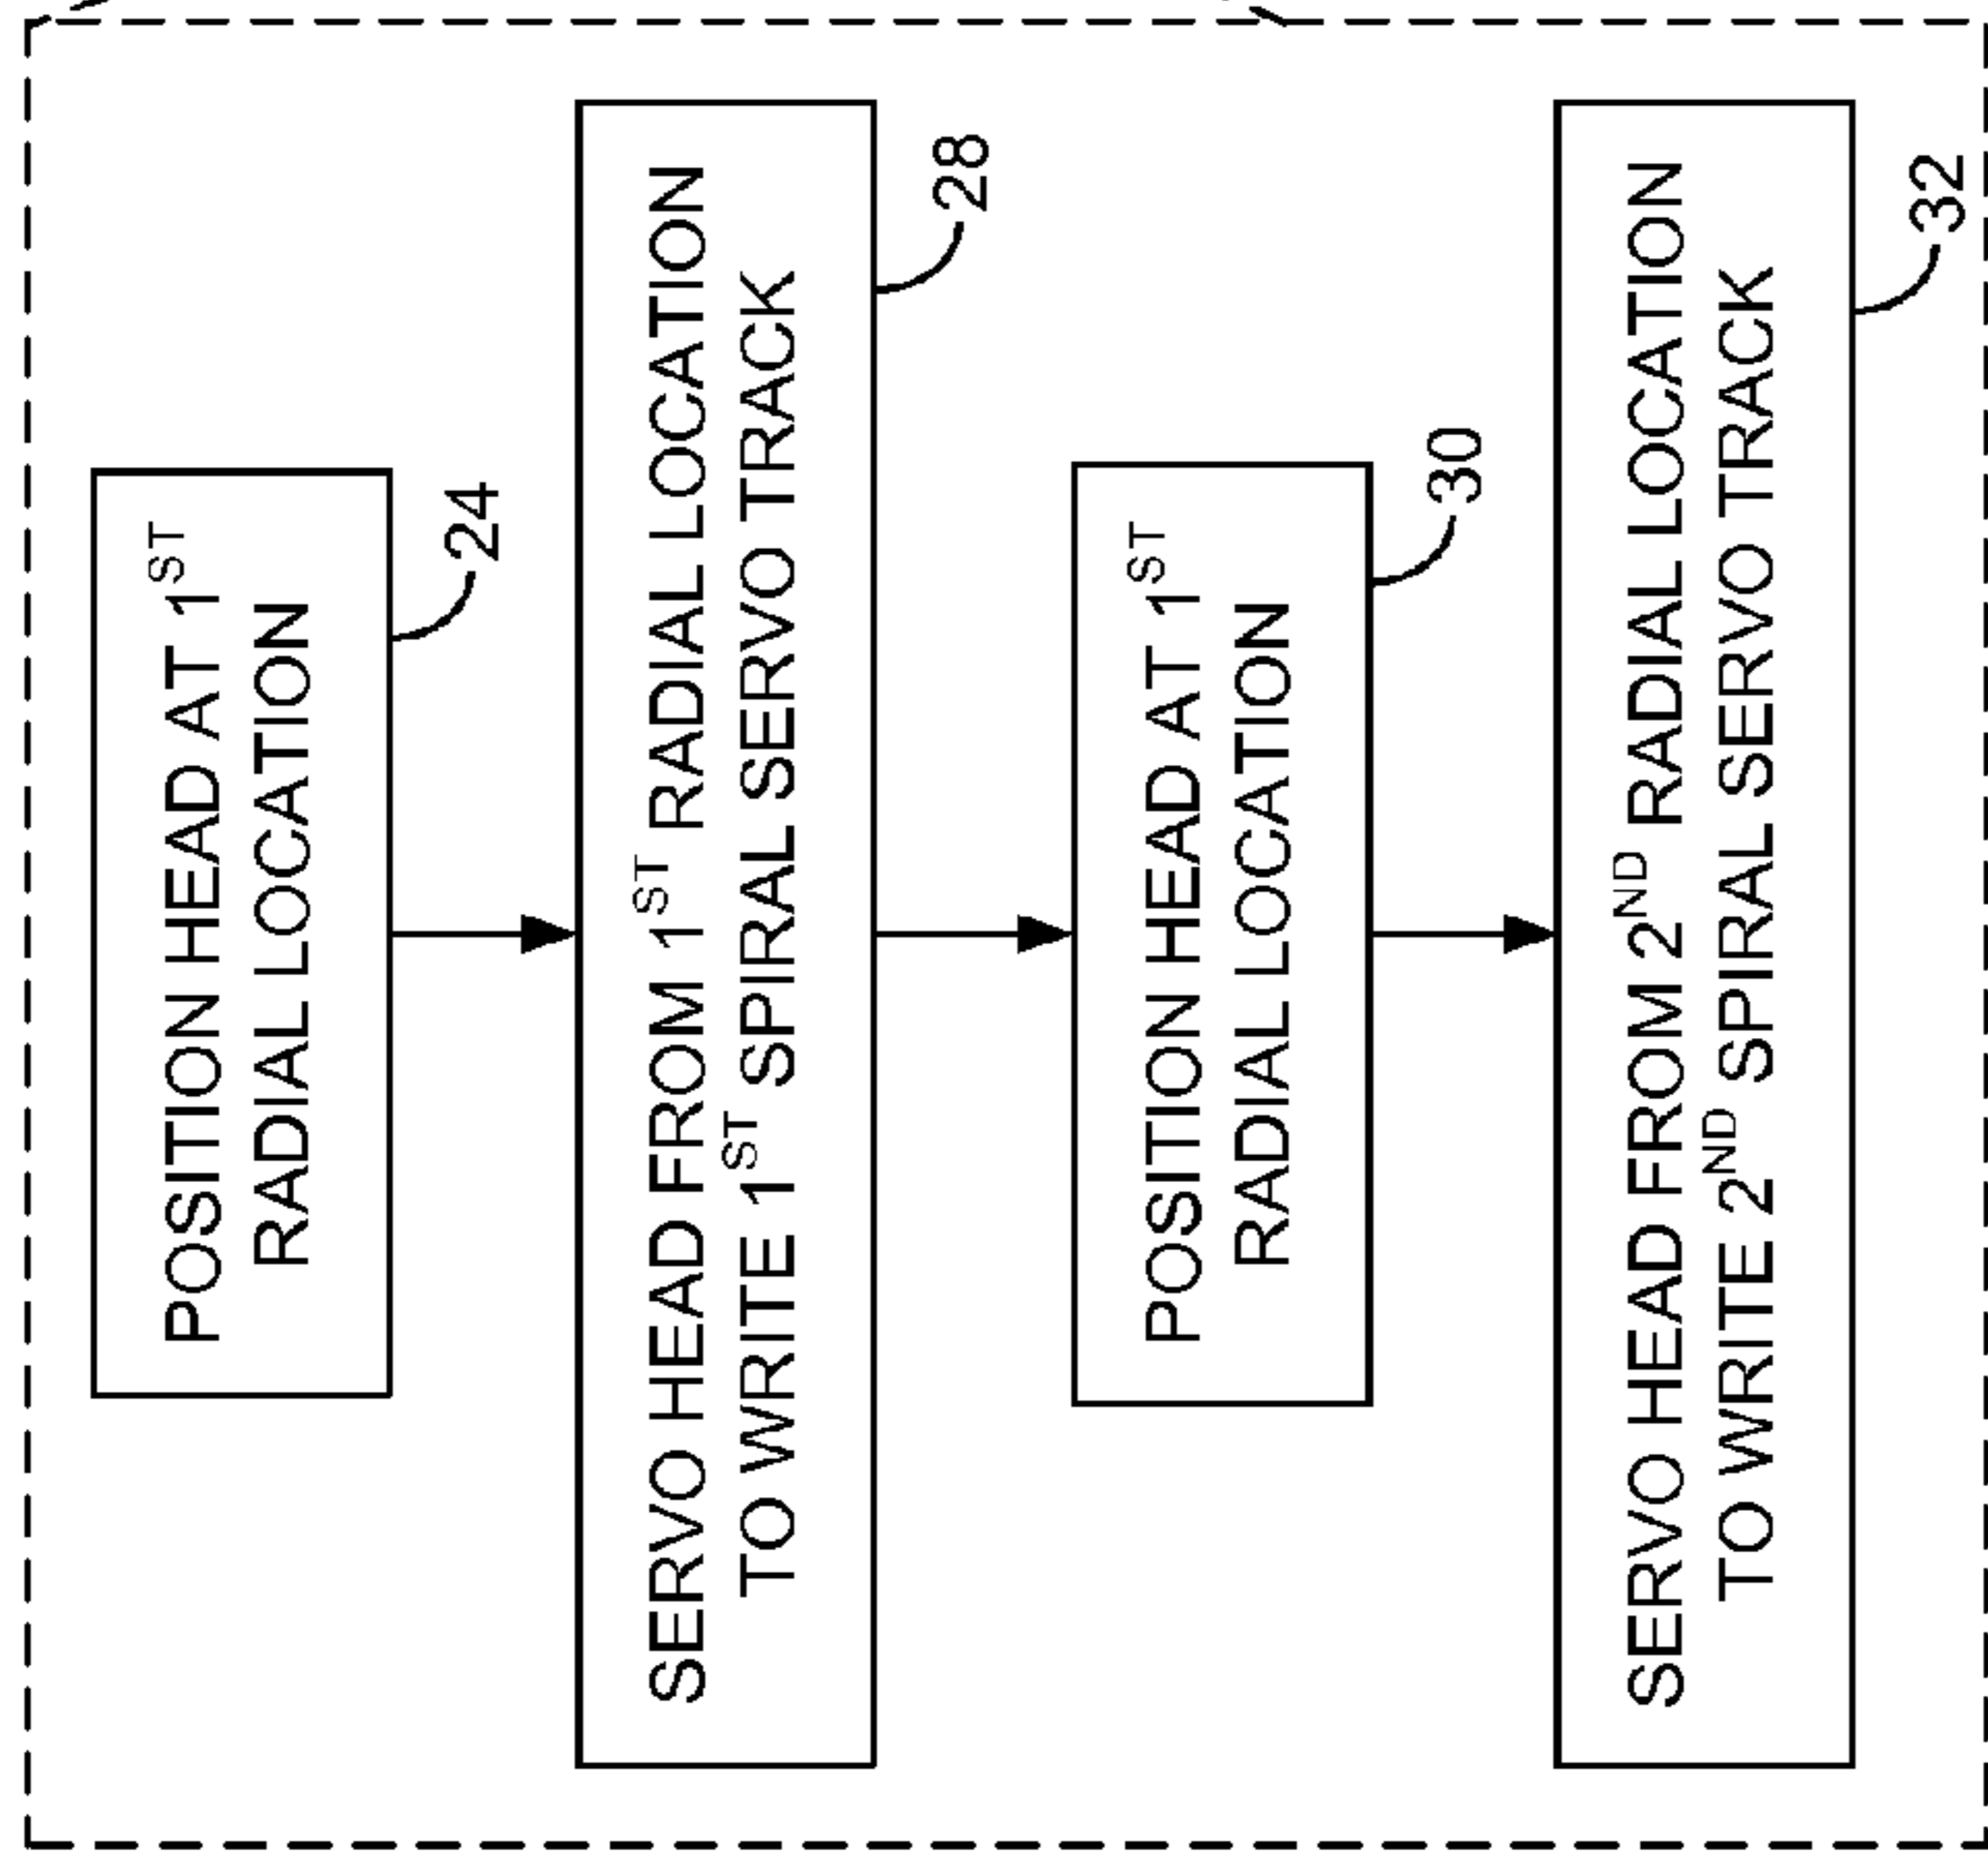 POSITION HEAD AT 1ST
RADIAL LOCATION
24
SERVO HEAD FROM 1ST RADIAL LOCATION
TO WRITE 1ST SPIRAL SERVO TRACK
28
POSITION HEAD AT 1ST
RADIAL LOCATION
30
SERVO HEAD FROM 2ND RADIAL LOCATION
TO WRITE 2ND SPIRAL SERVO TRACK
32